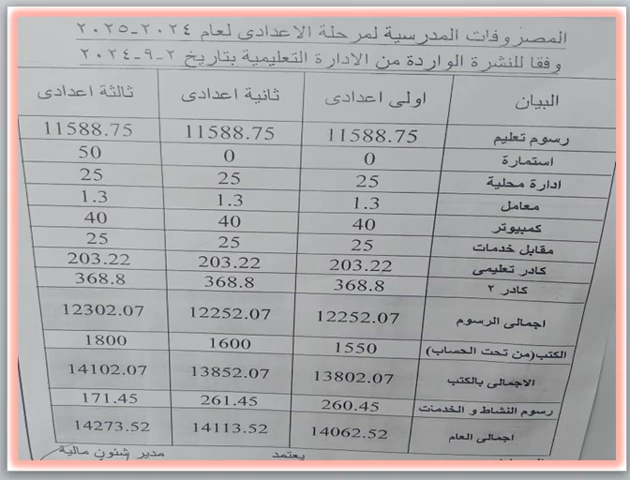 المصروفات المدرسية لمرحلة الاعدادى لعام ٢٠٢٤-٢٠٢٥
وفقا للنشرة الواردة من الادارة التعليمية بتاريخ ٢-٩-٢٠٢٤
البيان اولى اعدادى ثانية اعدادى ثالثة اعدادى
رسوم تعليم 11588.75 11588.75 11588.75
استمارة 0 0 50
ادارة محلية 25 25 25
معامل 1.3 1.3 1.3
كمبيوتر 40 40 40
مقابل خدمات 25 25 25
كادر تعليمى 203.22 203.22 203.22
كادر ٢ 368.8 368.8 368.8
اجمالى الرسوم 12252.07 12252.07 12302.07
الكتب(من تحت الحساب) 1550 1600 1800
الاجمالى بالكتب 13802.07 13852.07 14102.07
رسوم النشاط و الخدمات 260.45 261.45 171.45
اجمالى العام 14062.52 14113.52 14273.52
يعتمد مدير شئون مالية